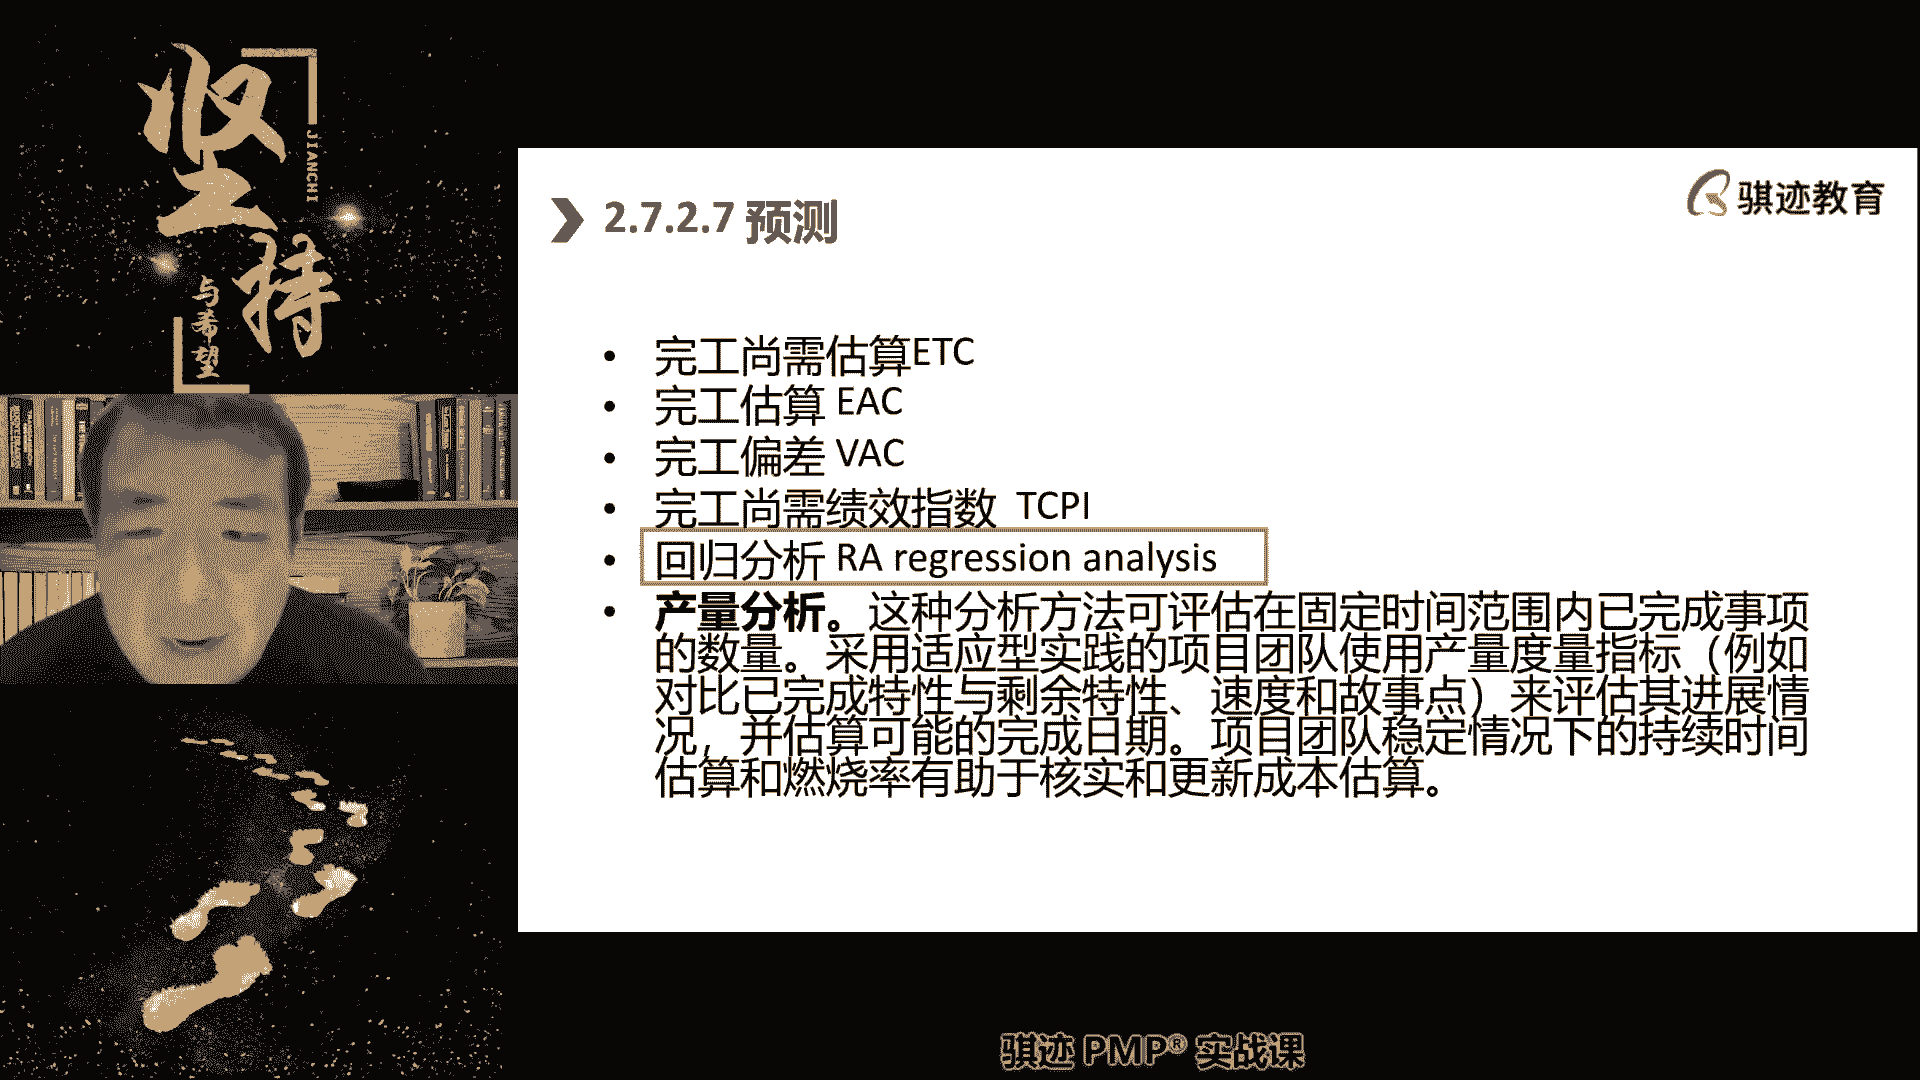 坚持
JIANCHI
与希望
骐迹教育
2.7.2.7 预测
• 完工尚需估算ETC
• 完工估算 EAC
• 完工偏差 VAC
• 完工尚需绩效指数 TCPI
• 回归分析 RA regression analysis
• 产量分析。这种分析方法可评估在固定时间范围内已完成事项
的数量。采用适应型实践的项目团队使用产量度量指标（例如
对比已完成特性与剩余特性、速度和故事点）来评估其进展情
况，并估算可能的完成日期。项目团队稳定情况下的持续时间
估算和燃烧率有助于核实和更新成本估算。
骐迹 PMP® 实战课